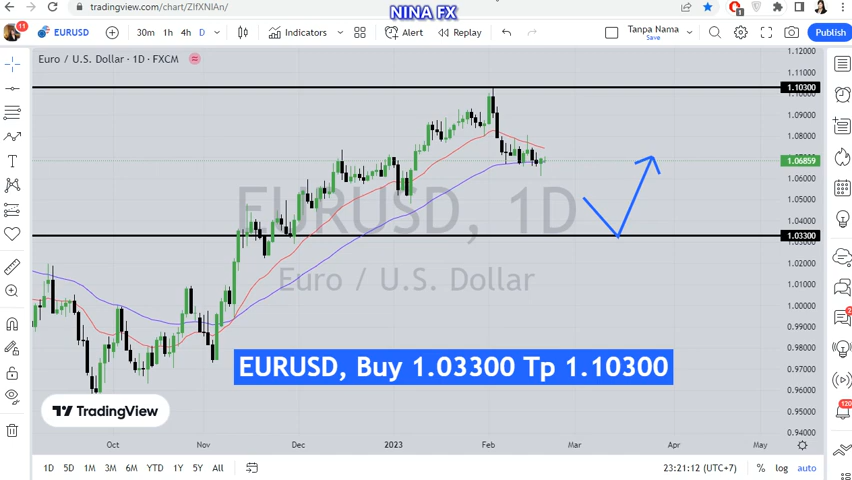 tradingview.com/chart/ZIfXNlAn/
NINA FX
11
EURUSD
30m 1h 4h D
Indicators
Alert
Replay
Tanpa Nama
Save
Publish
Euro / U.S. Dollar · 1D · FXCM
1.12000
1.11000
1.10300
1.09000
1.08000
1.06859
1.06000
1.05000
1.04000
1.03300
1.02000
1.01000
1.00000
0.99000
0.98000
0.97000
0.96000
0.95000
0.94000
EURUSD, 1D
Euro / U.S. Dollar
EURUSD, Buy 1.03300 Tp 1.10300
TradingView
Oct Nov Dec 2023 Feb Mar Apr May
1D 5D 1M 3M 6M YTD 1Y 5Y All
23:21:12 (UTC+7) % log auto